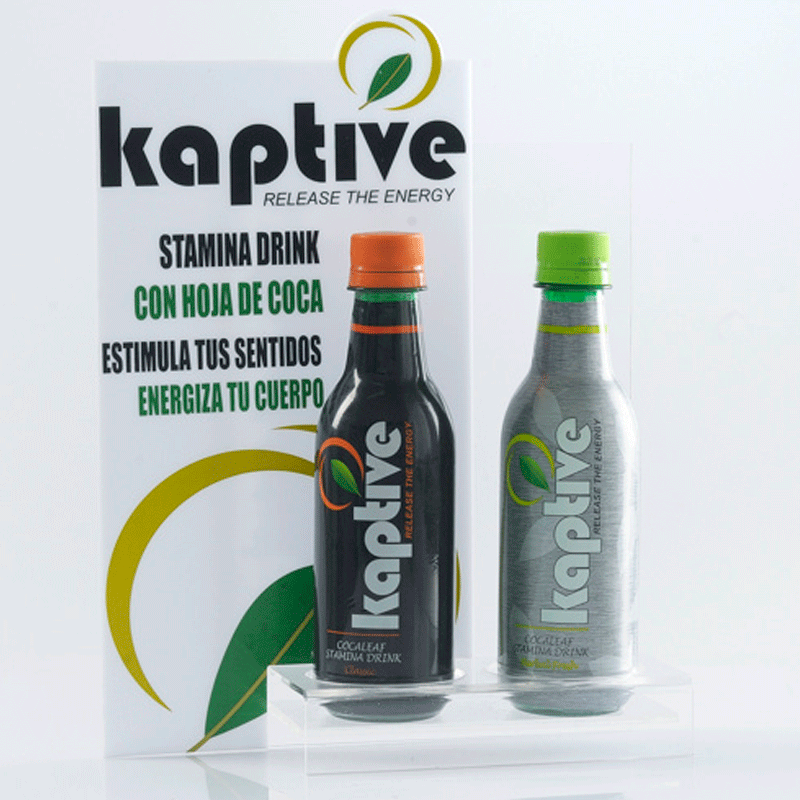 kaptive
RELEASE THE ENERGY
STAMINA DRINK
CON HOJA DE COCA
ESTIMULA TUS SENTIDOS
ENERGIZA TU CUERPO
kaptive
RELEASE THE ENERGY
COCALEAF
STAMINA DRINK
Classic
kaptive
RELEASE THE ENERGY
COCALEAF
STAMINA DRINK